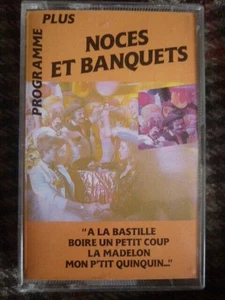 PROGRAMME PLUS
NOCES
ET BANQUETS
"A LA BASTILLE
BOIRE UN PETIT COUP
LA MADELON
MON P'TIT QUINQUIN..."